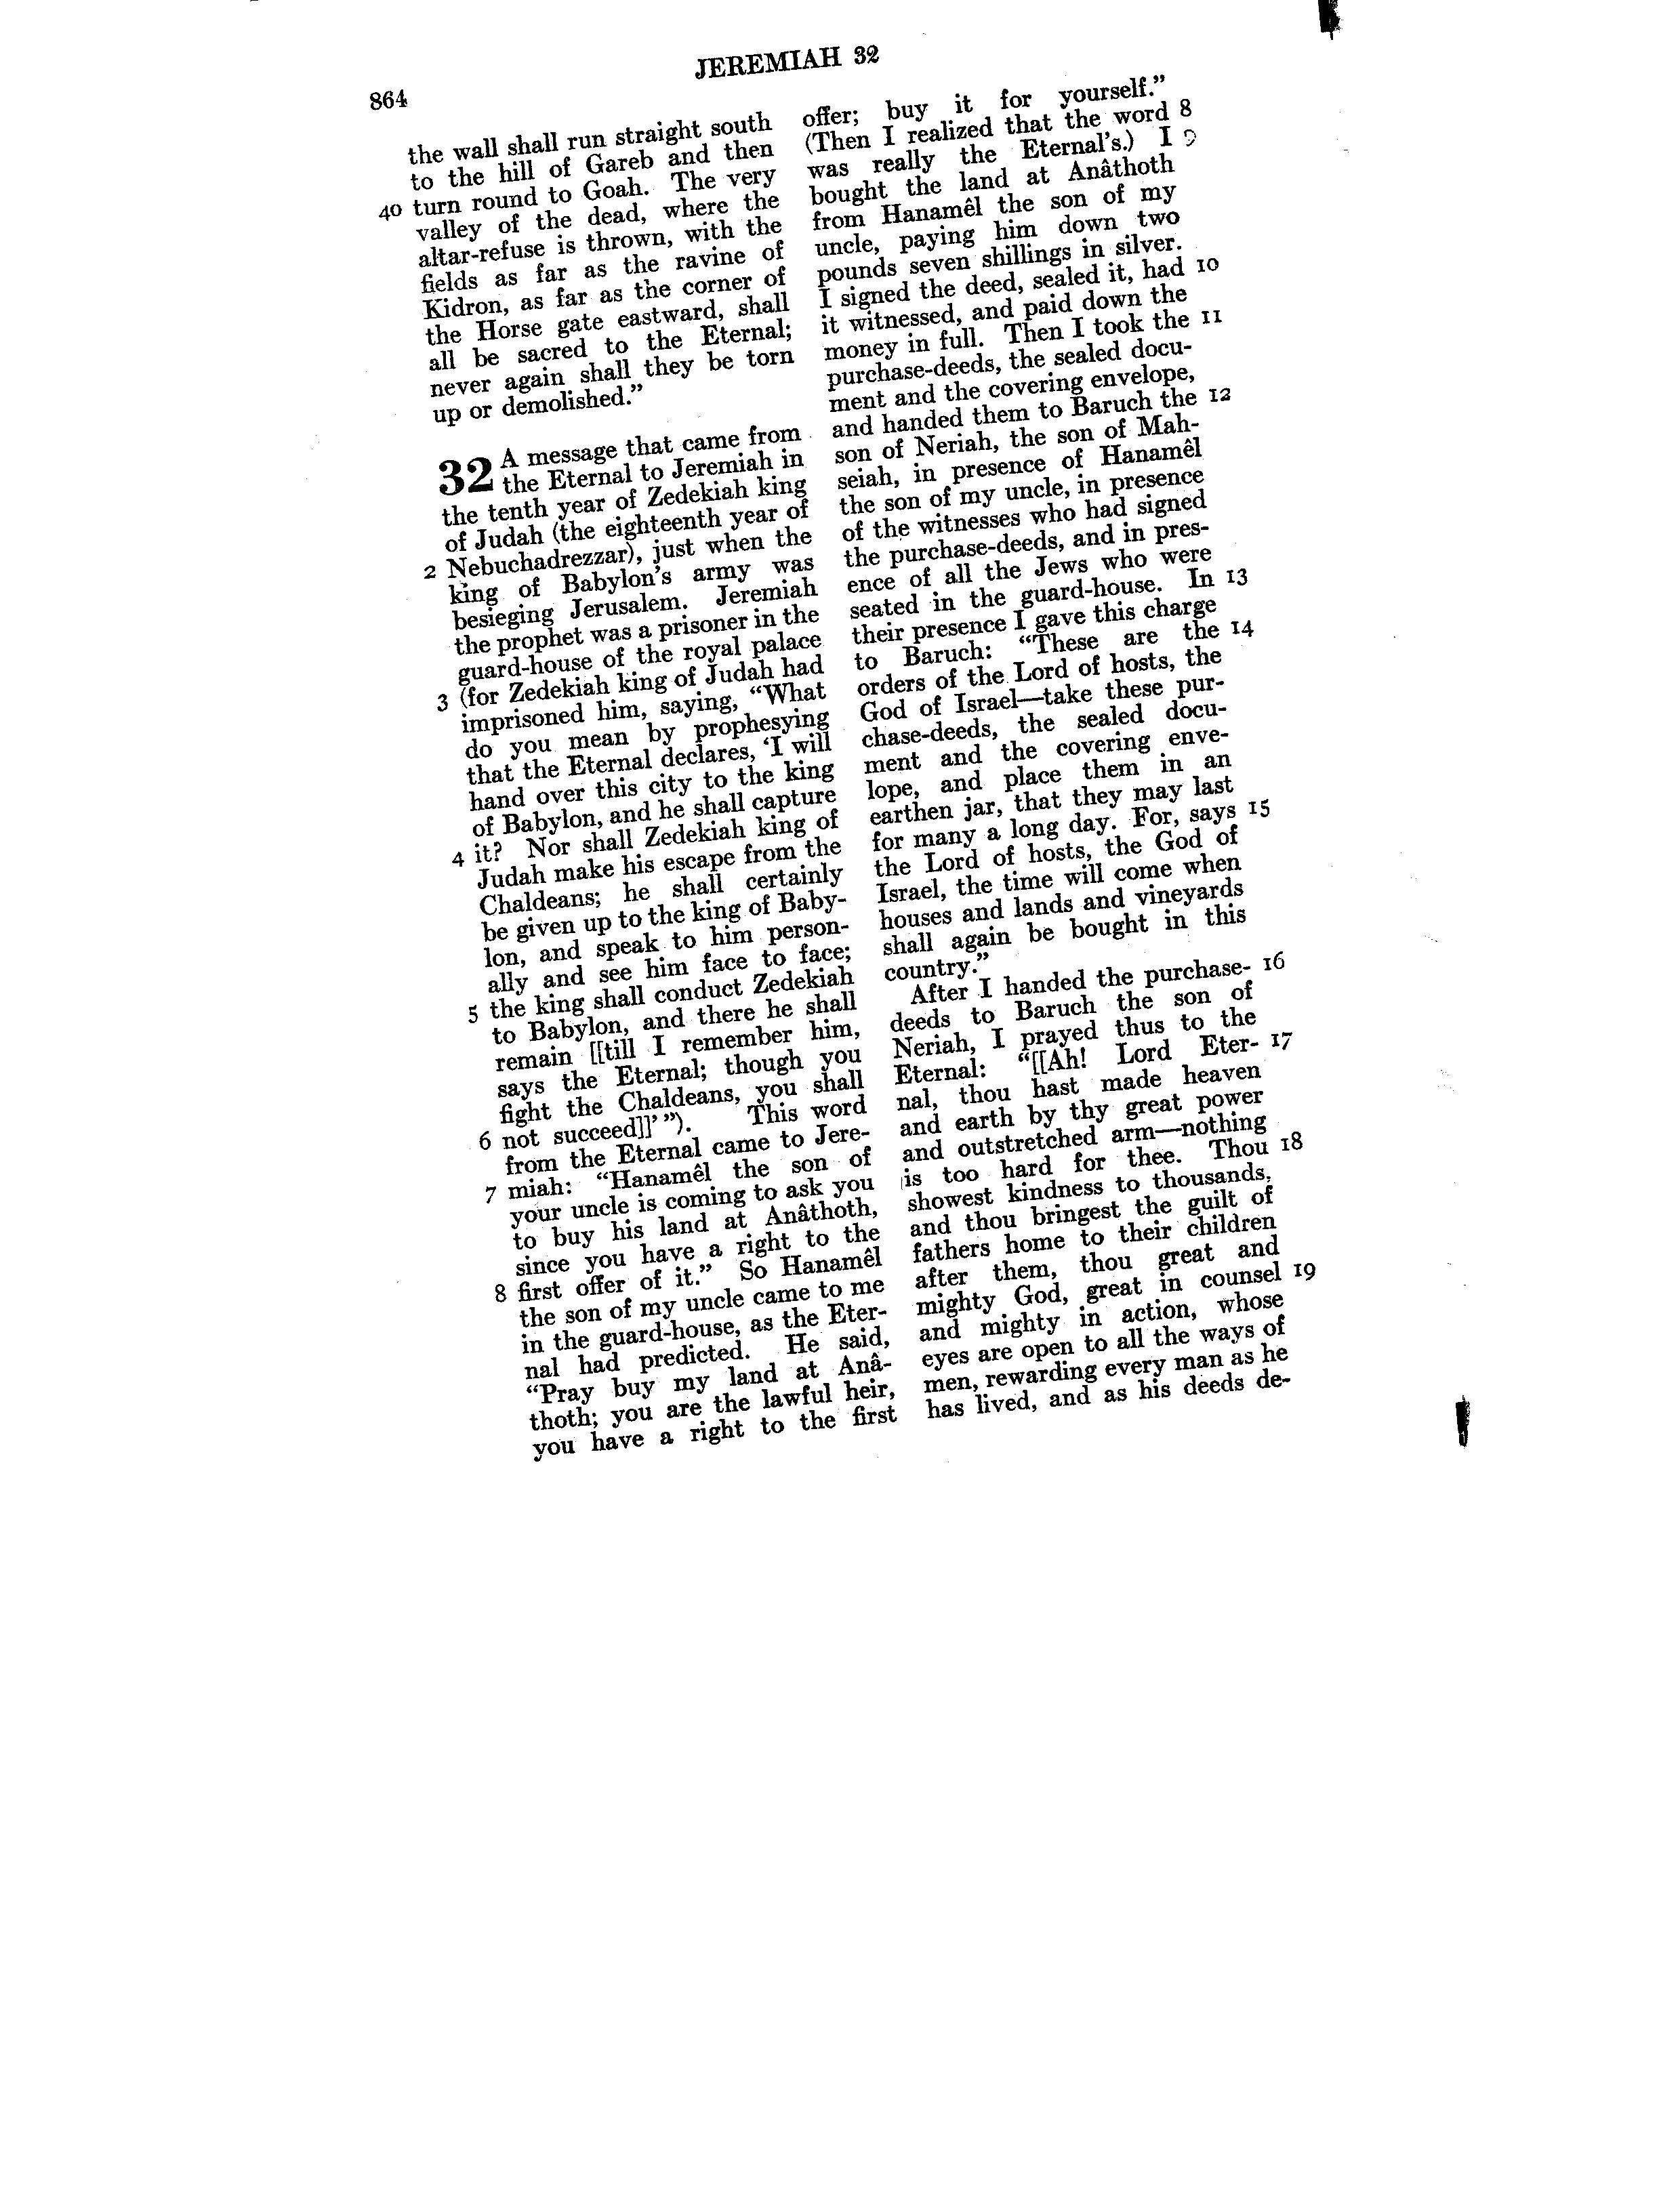 864
JEREMIAH 32
the wall shall run straight south
to the hill of Gareb and then
40 turn round to Goah. The very
valley of the dead, where the
altar-refuse is thrown, with the
fields as far as the ravine of
Kidron, as far as the corner of
the Horse gate eastward, shall
all be sacred to the Eternal;
never again shall they be torn
up or demolished.”
32 A message that came from
the Eternal to Jeremiah in
the tenth year of Zedekiah king
of Judah (the eighteenth year of
2 Nebuchadrezzar), just when the
king of Babylon’s army was
besieging Jerusalem. Jeremiah
the prophet was a prisoner in the
guard-house of the royal palace
3 (for Zedekiah king of Judah had
imprisoned him, saying, “What
do you mean by prophesying
that the Eternal declares, ‘I will
hand over this city to the king
of Babylon, and he shall capture
4 it? Nor shall Zedekiah king of
Judah make his escape from the
Chaldeans; he shall certainly
be given up to the king of Baby-
lon, and speak to him person-
ally and see him face to face;
5 the king shall conduct Zedekiah
to Babylon, and there he shall
remain [[till I remember him,
says the Eternal; though you
fight the Chaldeans, you shall
6 not succeed]]’ ”). This word
from the Eternal came to Jere-
7 miah: “Hanamêl the son of
your uncle is coming to ask you
to buy his land at Anâthoth,
since you have a right to the
8 first offer of it.” So Hanamêl
the son of my uncle came to me
in the guard-house, as the Eter-
nal had predicted. He said,
“Pray buy my land at Anâ-
thoth; you are the lawful heir,
you have a right to the first
offer; buy it for yourself.”
(Then I realized that the word 8
was really the Eternal’s.) I 9
bought the land at Anâthoth
from Hanamêl the son of my
uncle, paying him down two
pounds seven shillings in silver.
I signed the deed, sealed it, had 10
it witnessed, and paid down the
money in full. Then I took the 11
purchase-deeds, the sealed docu-
ment and the covering envelope,
and handed them to Baruch the 12
son of Neriah, the son of Mah-
seiah, in presence of Hanamêl
the son of my uncle, in presence
of the witnesses who had signed
the purchase-deeds, and in pres-
ence of all the Jews who were
seated in the guard-house. In 13
their presence I gave this charge
to Baruch: “These are the 14
orders of the Lord of hosts, the
God of Israel—take these pur-
chase-deeds, the sealed docu-
ment and the covering enve-
lope, and place them in an
earthen jar, that they may last
for many a long day. For, says 15
the Lord of hosts, the God of
Israel, the time will come when
houses and lands and vineyards
shall again be bought in this
country.”
After I handed the purchase- 16
deeds to Baruch the son of
Neriah, I prayed thus to the
Eternal: “[[Ah! Lord Eter- 17
nal, thou hast made heaven
and earth by thy great power
and outstretched arm—nothing
is too hard for thee. Thou 18
showest kindness to thousands,
and thou bringest the guilt of
fathers home to their children
after them, thou great and
mighty God, great in counsel 19
and mighty in action, whose
eyes are open to all the ways of
men, rewarding every man as he
has lived, and as his deeds de-